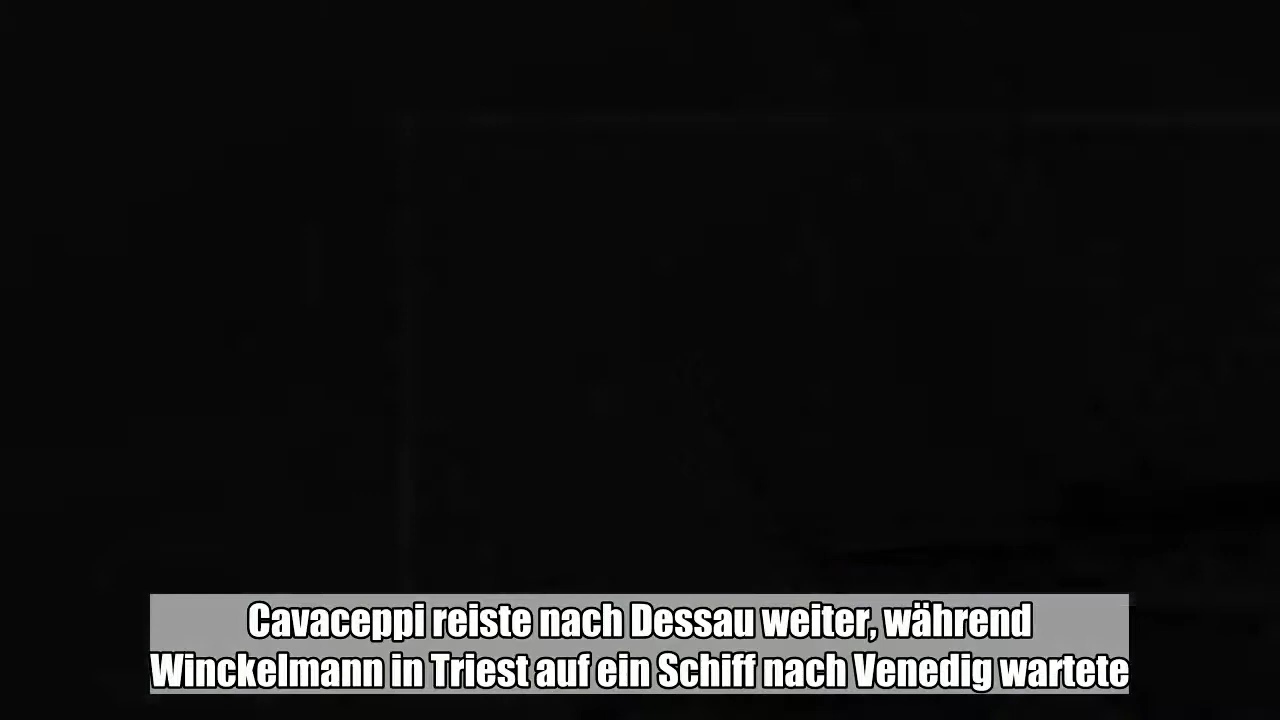 Cavaceppi reiste nach Dessau weiter, während
Winckelmann in Triest auf ein Schiff nach Venedig wartete